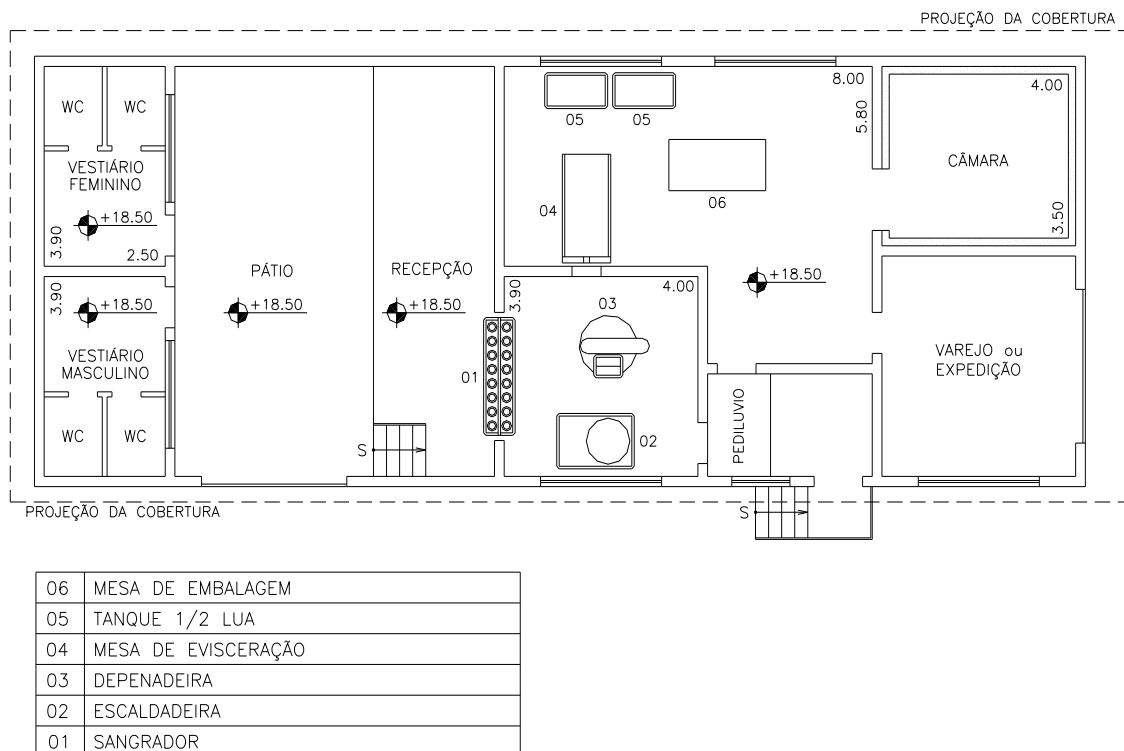 PROJEÇÃO DA COBERTURA
8.00
4.00
5.80
WC
WC
05
05
CÂMARA
VESTIÁRIO
FEMININO
06
04
+18.50
3.50
3.90
2.50
PÁTIO
RECEPÇÃO
+18.50
3.90
+18.50
+18.50
+18.50
3.90
4.00
03
VESTIÁRIO
MASCULINO
01
VAREJO ou
EXPEDIÇÃO
WC
WC
S
02
PEDILUVIO
PROJEÇÃO DA COBERTURA
S
06 MESA DE EMBALAGEM
05 TANQUE 1/2 LUA
04 MESA DE EVISCERAÇÃO
03 DEPENADEIRA
02 ESCALDADEIRA
01 SANGRADOR